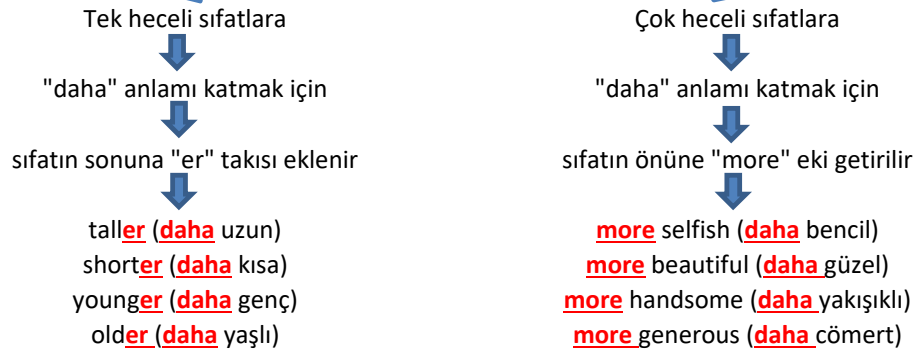 Tek heceli sıfatlara
"daha" anlamı katmak için
sıfatın sonuna "er" takısı eklenir
taller (daha uzun)
shorter (daha kısa)
younger (daha genç)
older (daha yaşlı)
Çok heceli sıfatlara
"daha" anlamı katmak için
sıfatın önüne "more" eki getirilir
more selfish (daha bencil)
more beautiful (daha güzel)
more handsome (daha yakışıklı)
more generous (daha cömert)